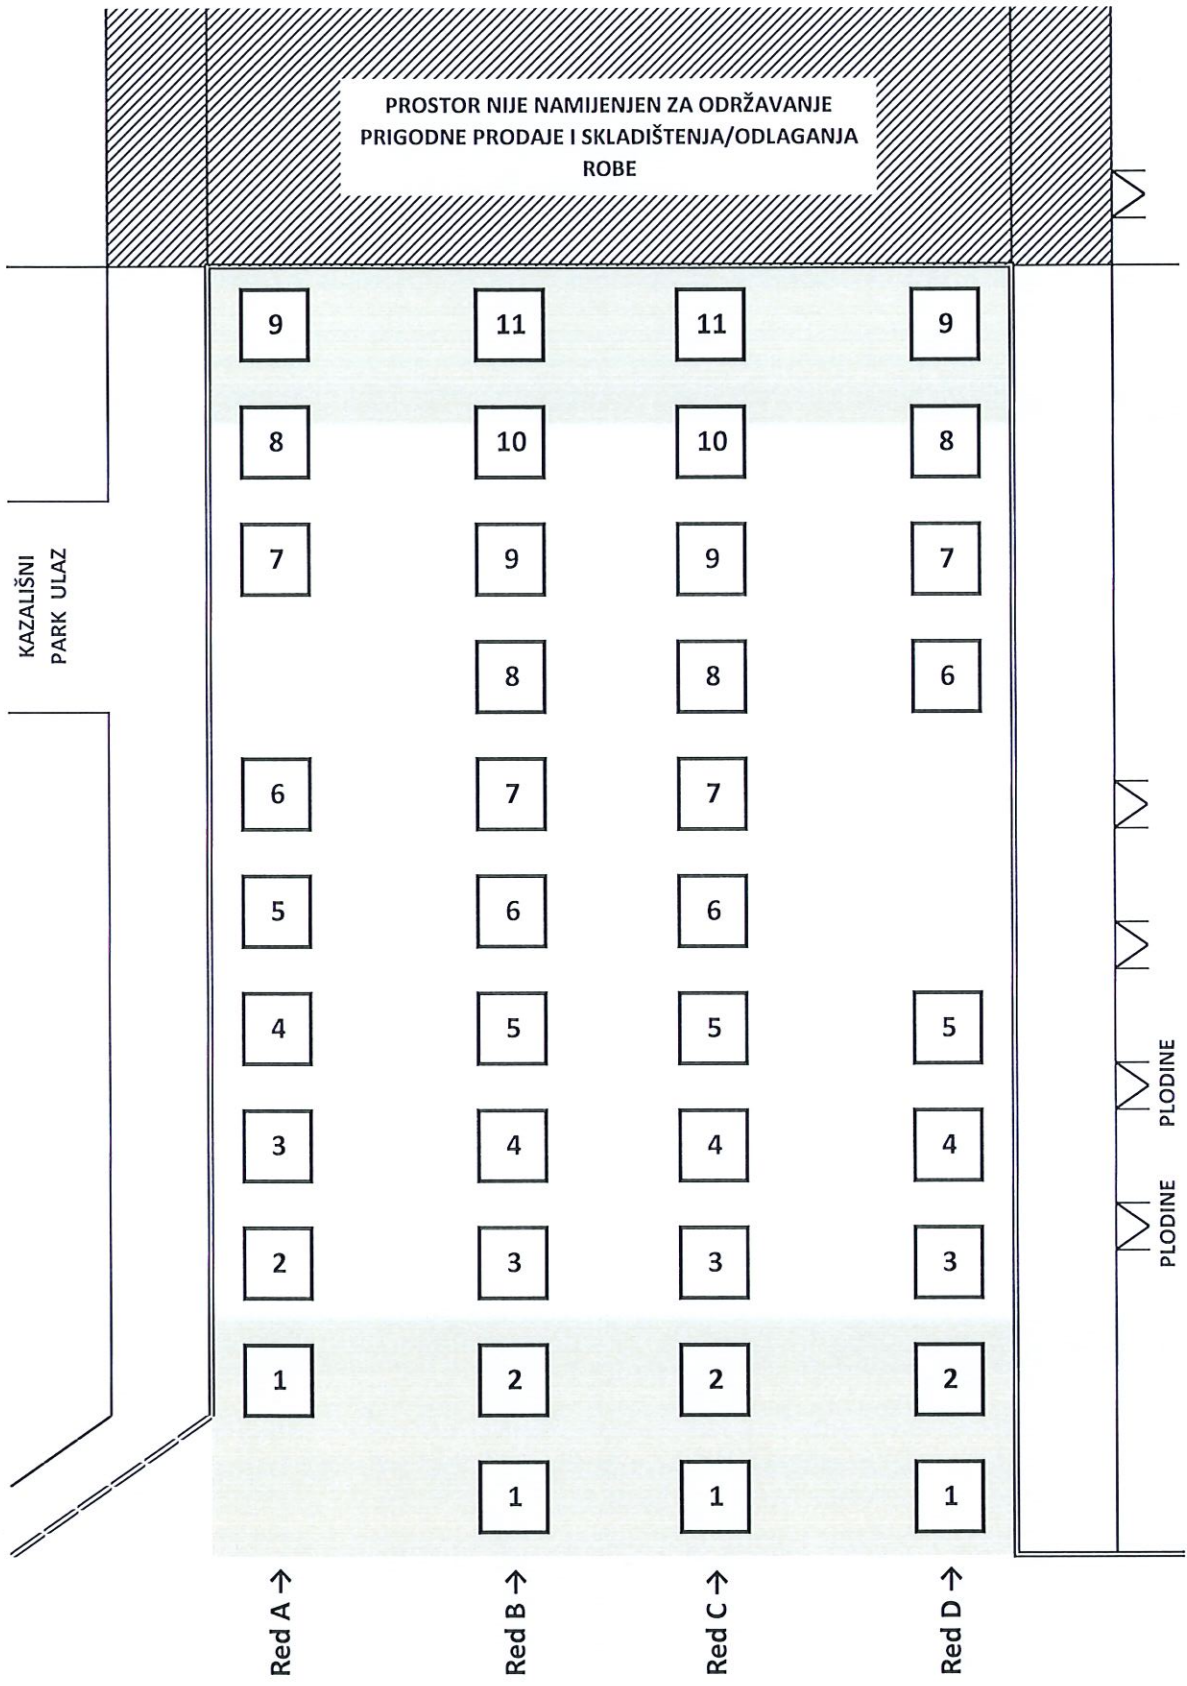 PROSTOR NIJE NAMIJENJEN ZA ODRŽAVANJE
PRIGODNE PRODAJE I SKLADIŠTENJA/ODLAGANJA
ROBE
9 11 11 9
8 10 10 8
KAZALIŠNI
PARK ULAZ
7 9 9 7
8 8 6
6 7 7
5 6 6
4 5 5 5
PLODINE
3 4 4 4
PLODINE
2 3 3 3
1 2 2 2
1 1 1
Red A →
Red B →
Red C →
Red D →